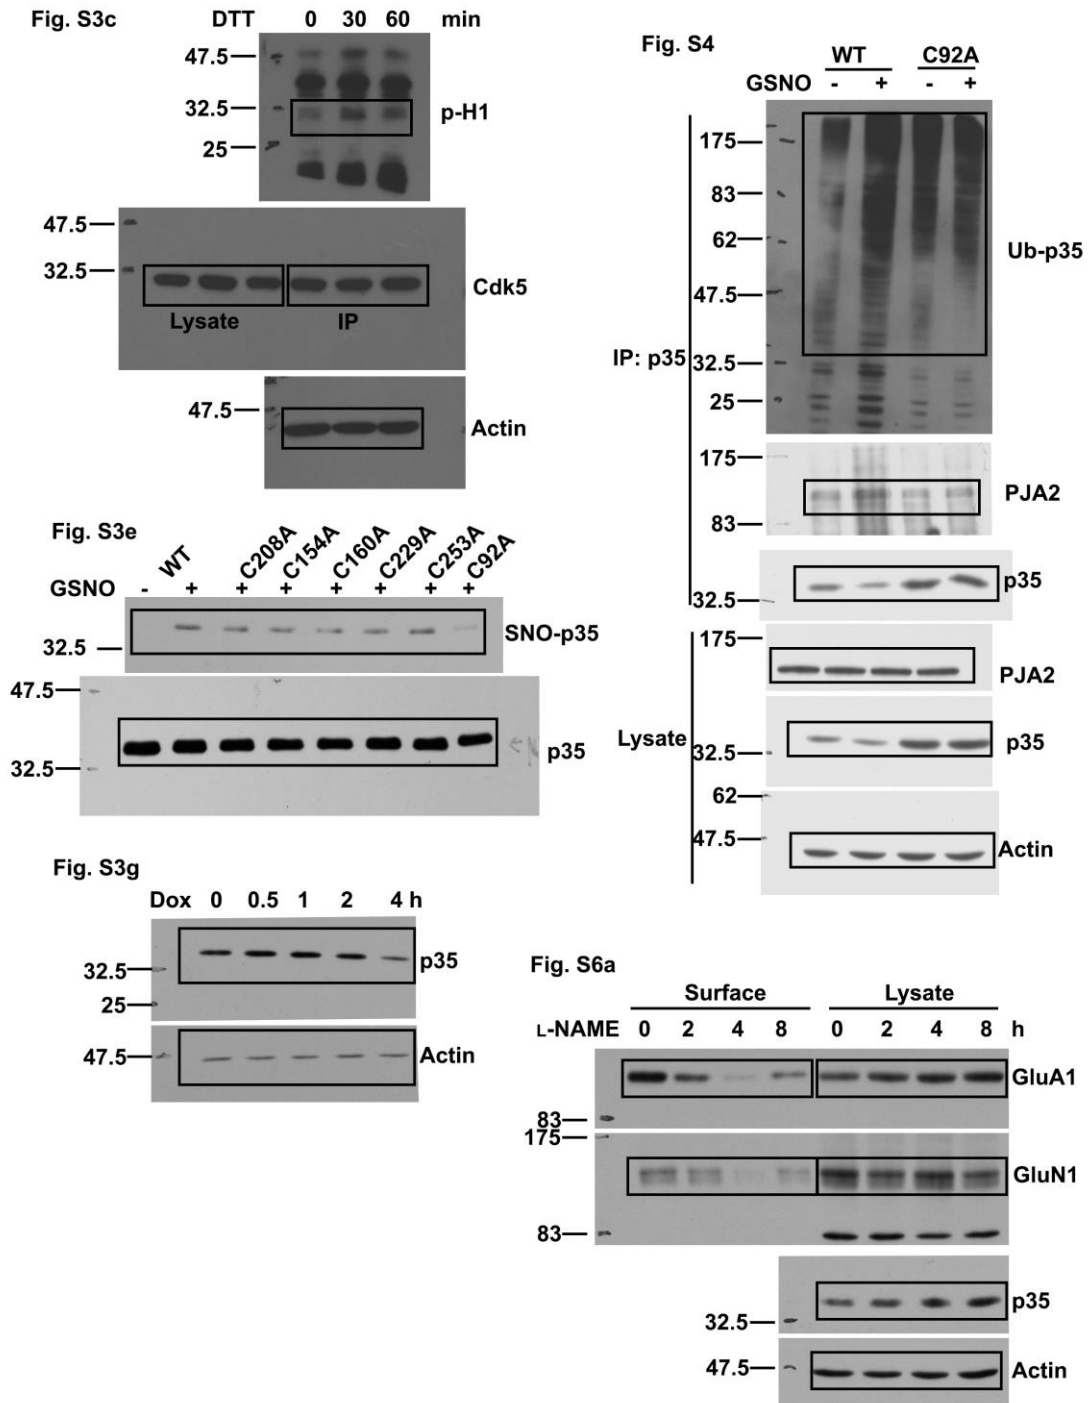 Fig. S3c
DTT 0 30 60 min
47.5
32.5
25
p-H1
47.5
32.5
Cdk5
Lysate IP
47.5
Actin
Fig. S3e
WT C208A C154A C160A C229A C253A C92A
GSNO - + + + + + + +
32.5
SNO-p35
47.5
32.5
p35
Fig. S3g
Dox 0 0.5 1 2 4 h
32.5
25
p35
47.5
Actin
Fig. S4
WT C92A
GSNO - + - +
IP: p35
175
83
62
47.5
32.5
25
Ub-p35
175
83
PJA2
32.5
p35
Lysate
175
PJA2
32.5
p35
62
47.5
Actin
Fig. S6a
Surface Lysate
L-NAME 0 2 4 8 0 2 4 8 h
83
GluA1
175
83
GluN1
32.5
p35
47.5
Actin